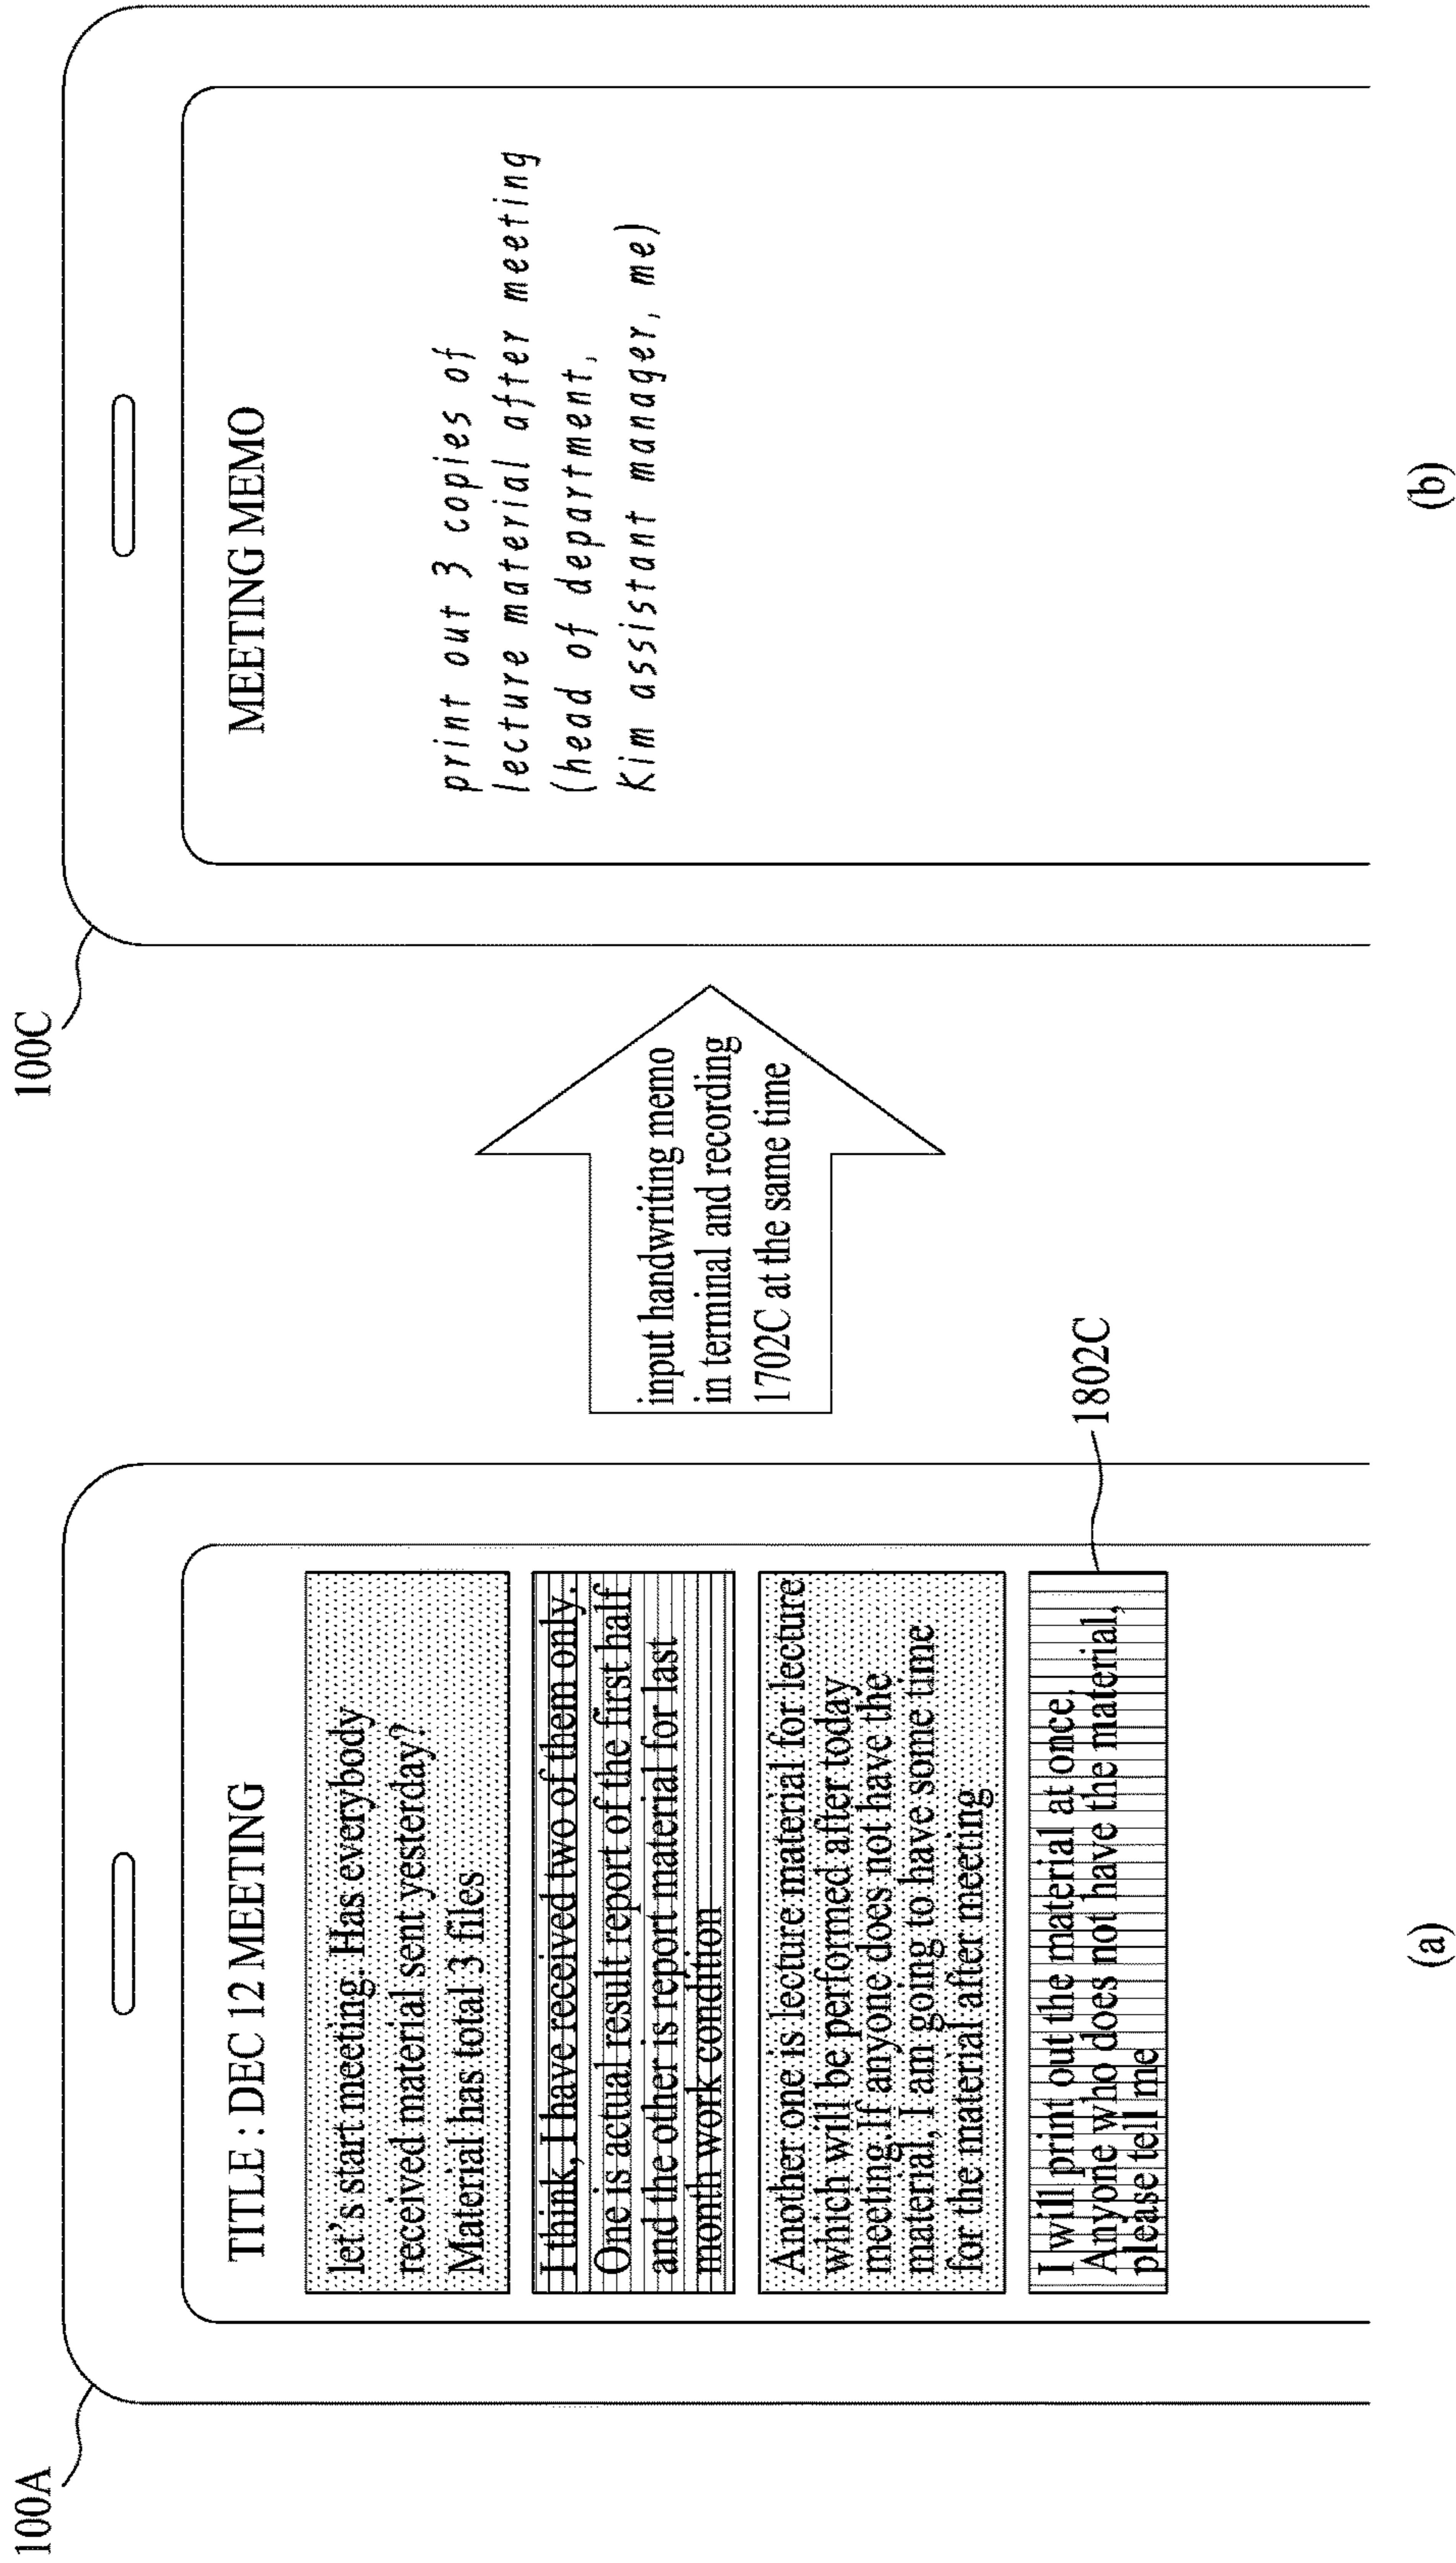 100A
TITLE : DEC 12 MEETING
let's start meeting. Has everybody
received material sent yesterday?
Material has total 3 files
I think, I have received two of them only.
One is actual result report of the first half
and the other is report material for last
month work condition
Another one is lecture material for lecture
which will be performed after today
meeting.If anyone does not have the
material, I am going to have some time
for the material after meeting
I will print out the material at once,
Anyone who does not have the material,
please tell me
1802C
(a)
input handwriting memo
in terminal and recording
1702C at the same time
100C
MEETING MEMO
print out 3 copies of
lecture material after meeting
(head of department,
Kim assistant manager, me)
(b)